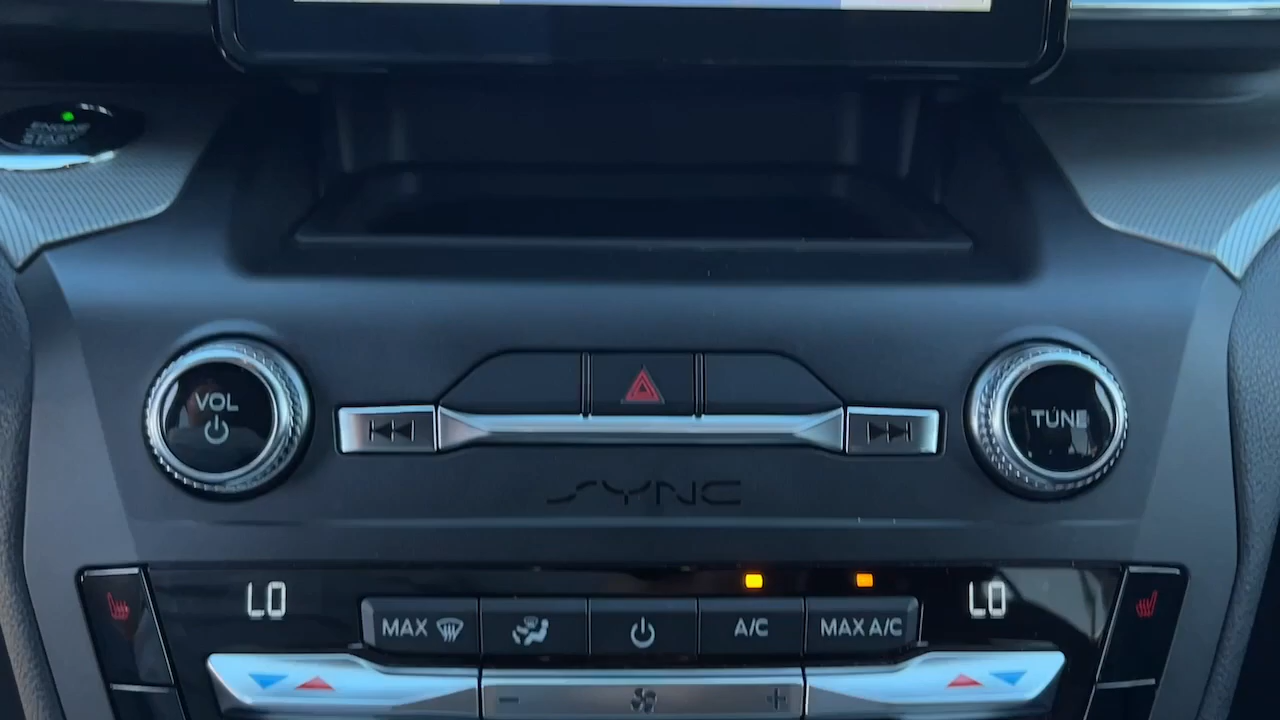 ENGINE
START
VOL
TUNE
SYNC
LO
LO
MAX
A/C
MAX A/C